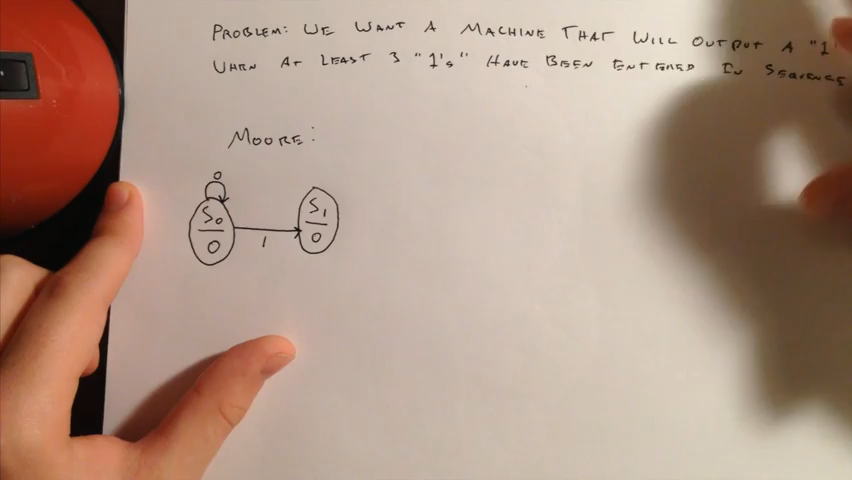 PROBLEM: WE WANT A MACHINE THAT WILL OUTPUT A "1"
WHEN AT LEAST 3 "1's" HAVE BEEN ENTERED IN SEQUENCE
MOORE:
0
S0
0
1
S1
0